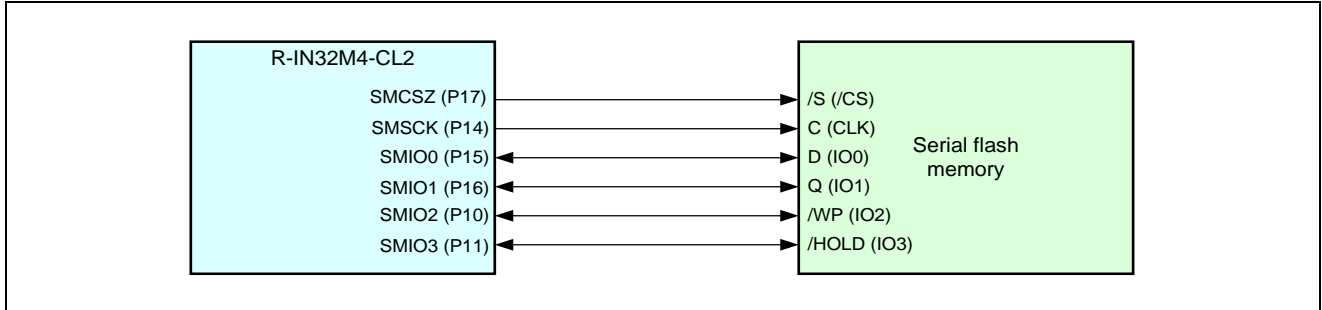 R-IN32M4-CL2
SMCSZ (P17)
SMSCK (P14)
SMIO0 (P15)
SMIO1 (P16)
SMIO2 (P10)
SMIO3 (P11)
/S (/CS)
C (CLK)
D (IO0)
Q (IO1)
/WP (IO2)
/HOLD (IO3)
Serial flash
memory